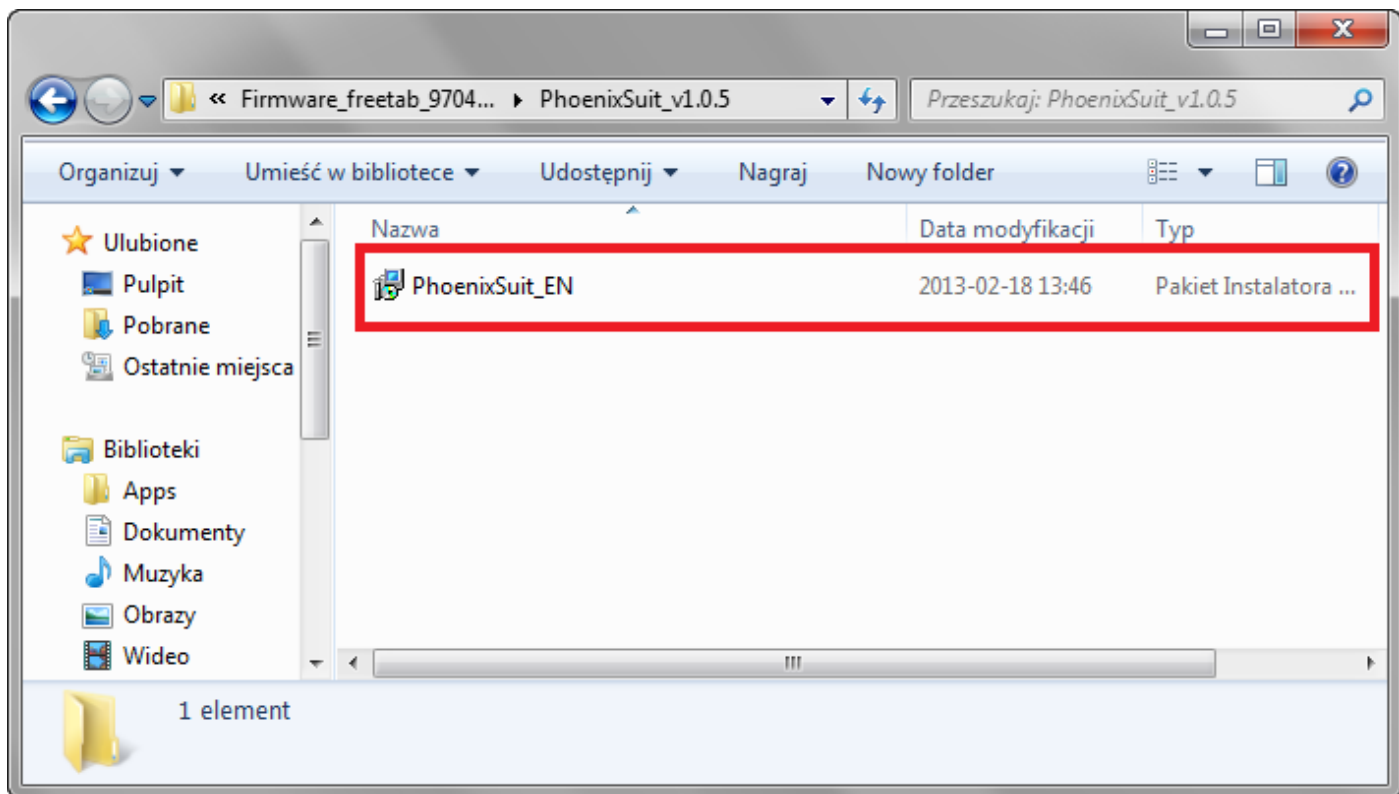 « Firmware_freetab_9704... ▸ PhoenixSuit_v1.0.5
Przeszukaj: PhoenixSuit_v1.0.5
Organizuj Umieść w bibliotece Udostępnij Nagraj Nowy folder
Ulubione
Pulpit
Pobrane
Ostatnie miejsca
Biblioteki
Apps
Dokumenty
Muzyka
Obrazy
Wideo
Nazwa Data modyfikacji Typ
PhoenixSuit_EN 2013-02-18 13:46 Pakiet Instalatora ...
1 element